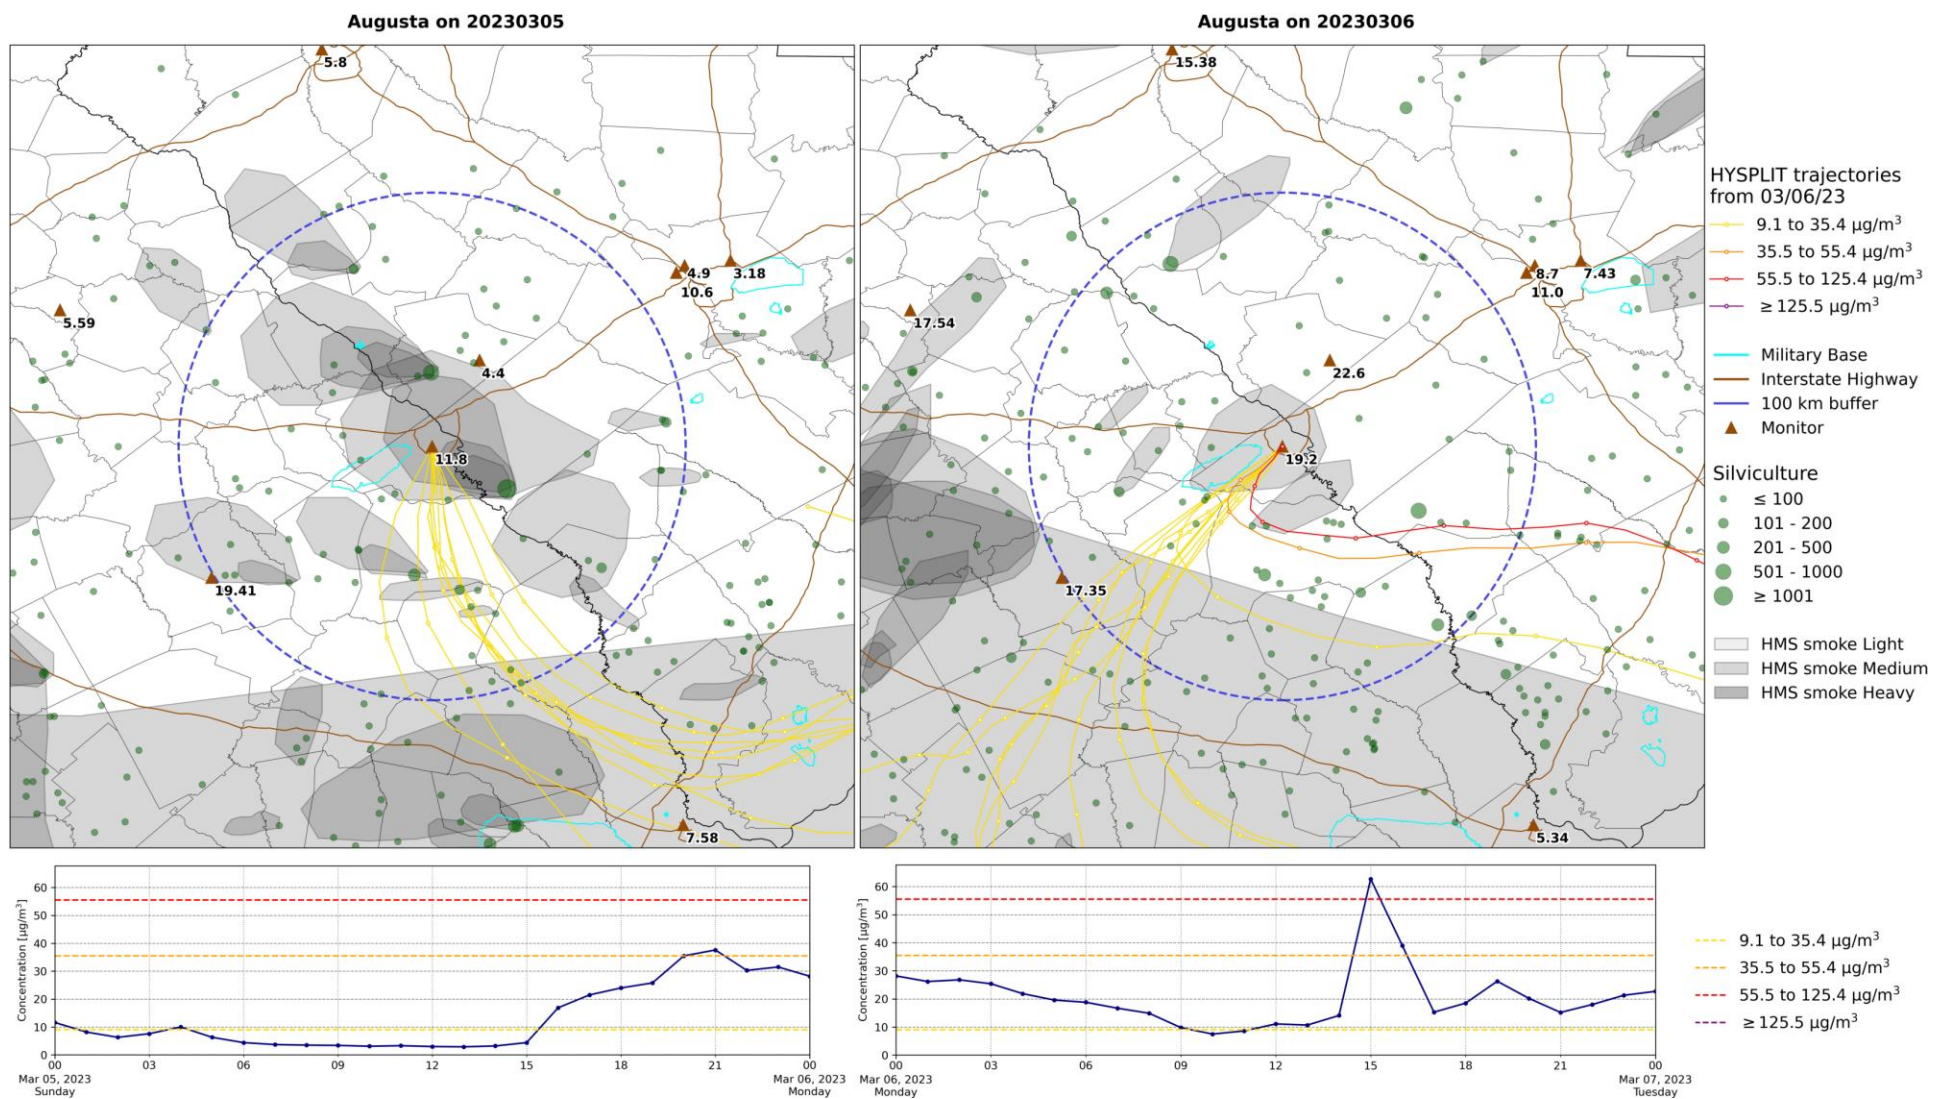 Augusta on 20230305
Augusta on 20230306
5.8
4.9
3.18
10.6
5.59
4.4
11.8
19.41
7.58
15.38
8.7
7.43
11.0
17.54
22.6
19.2
17.35
5.34
HYSPLIT trajectories
from 03/06/23
9.1 to 35.4 μg/m³
35.5 to 55.4 μg/m³
55.5 to 125.4 μg/m³
≥ 125.5 μg/m³
Military Base
Interstate Highway
100 km buffer
Monitor
Silviculture
≤ 100
101 - 200
201 - 500
501 - 1000
≥ 1001
HMS smoke Light
HMS smoke Medium
HMS smoke Heavy
Concentration [μg/m³]
60
50
40
30
20
10
0
00
03
06
09
12
15
18
21
00
Mar 05, 2023
Sunday
Mar 06, 2023
Monday
Concentration [μg/m³]
60
50
40
30
20
10
0
00
03
06
09
12
15
18
21
00
Mar 06, 2023
Monday
Mar 07, 2023
Tuesday
9.1 to 35.4 μg/m³
35.5 to 55.4 μg/m³
55.5 to 125.4 μg/m³
≥ 125.5 μg/m³